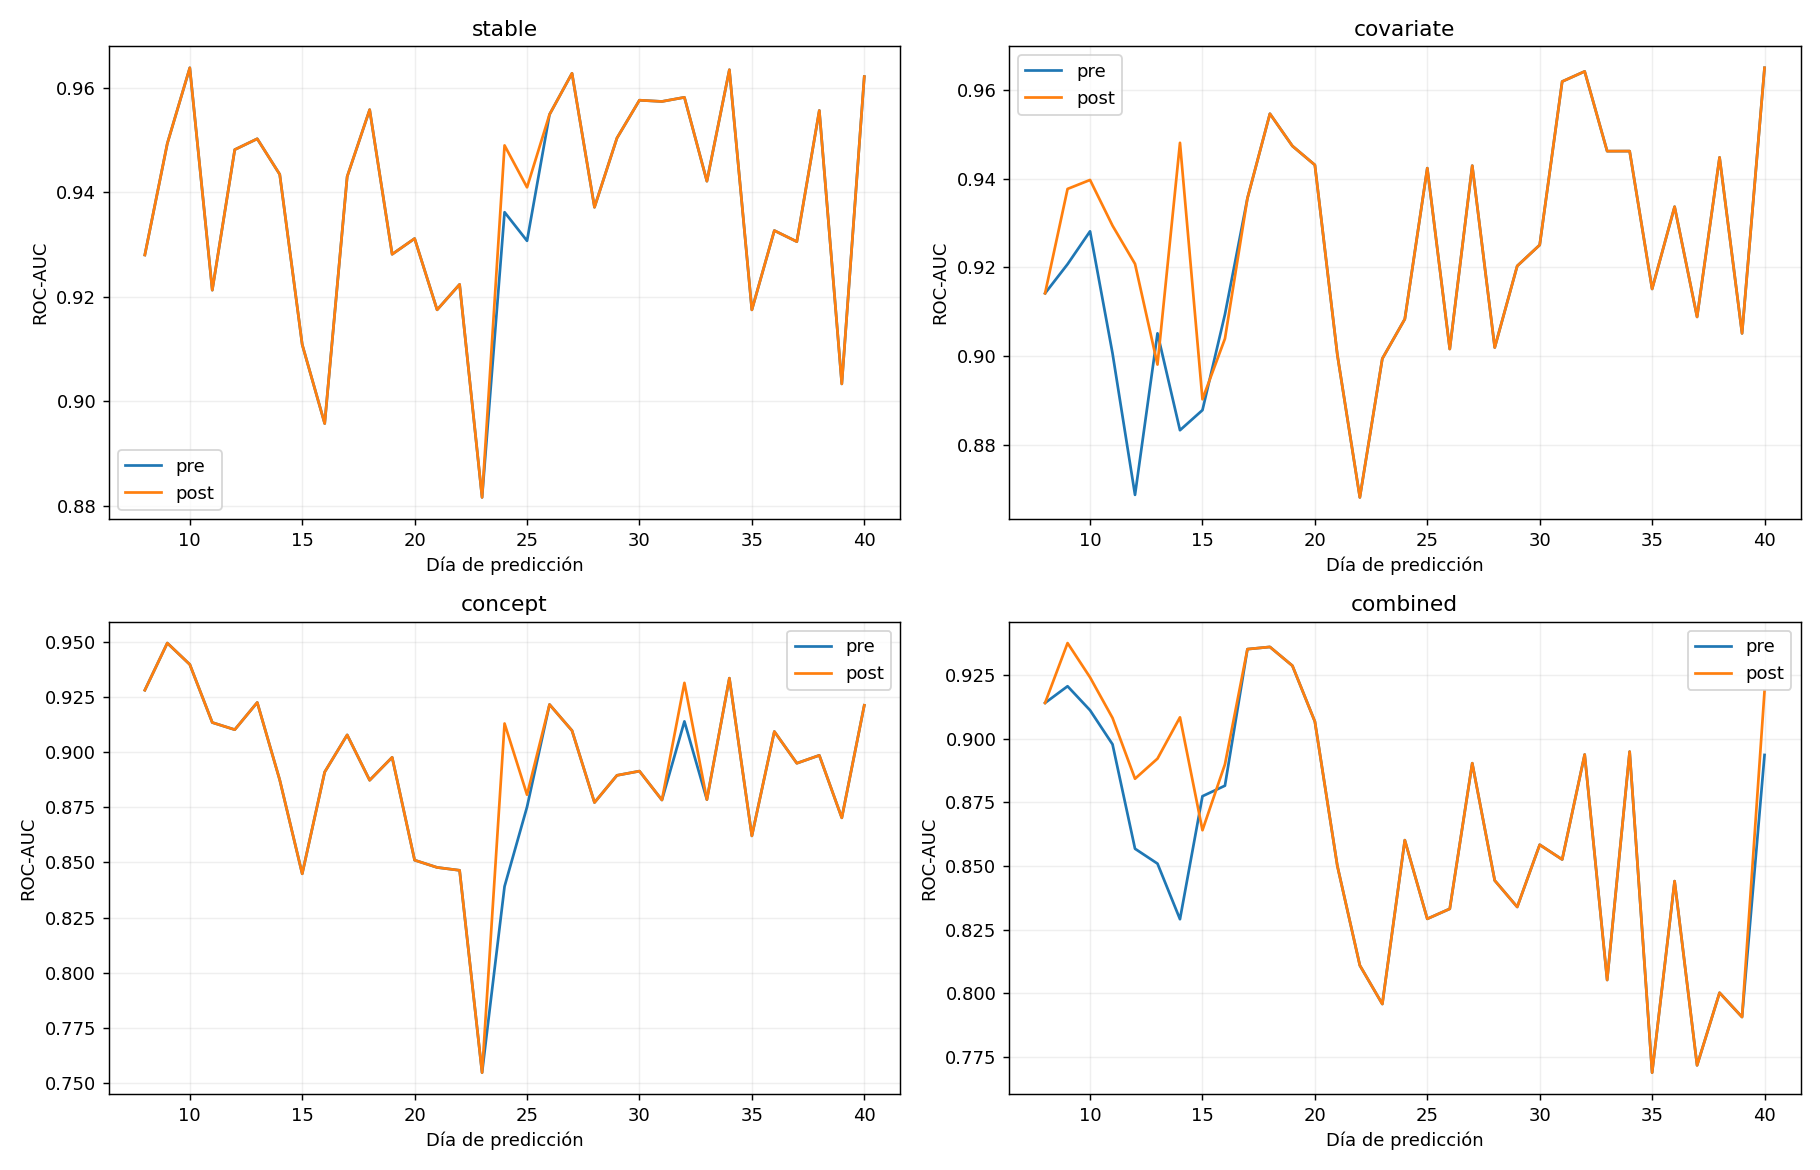 stable
ROC-AUC
0.96
0.94
0.92
0.90
0.88
pre
post
10 15 20 25 30 35 40
Día de predicción
covariate
ROC-AUC
0.96
0.94
0.92
0.90
0.88
pre
post
10 15 20 25 30 35 40
Día de predicción
concept
ROC-AUC
0.950
0.925
0.900
0.875
0.850
0.825
0.800
0.775
0.750
pre
post
10 15 20 25 30 35 40
Día de predicción
combined
ROC-AUC
0.925
0.900
0.875
0.850
0.825
0.800
0.775
pre
post
10 15 20 25 30 35 40
Día de predicción